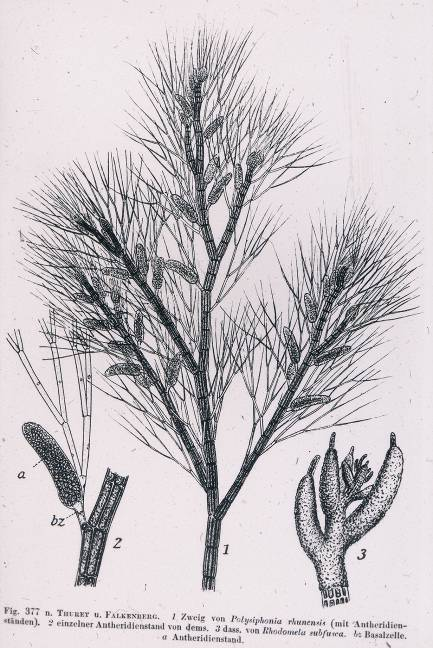 a
bz
2
1
3
Fig. 377 n. THURET u. FALKENBERG. 1 Zweig von Polysiphonia rhunensis (mit Antheridien-
ständen). 2 einzelner Antheridienstand von dems. 3 dass. von Rhodomela subfusca. bz Basalzelle.
a Antheridienstand.